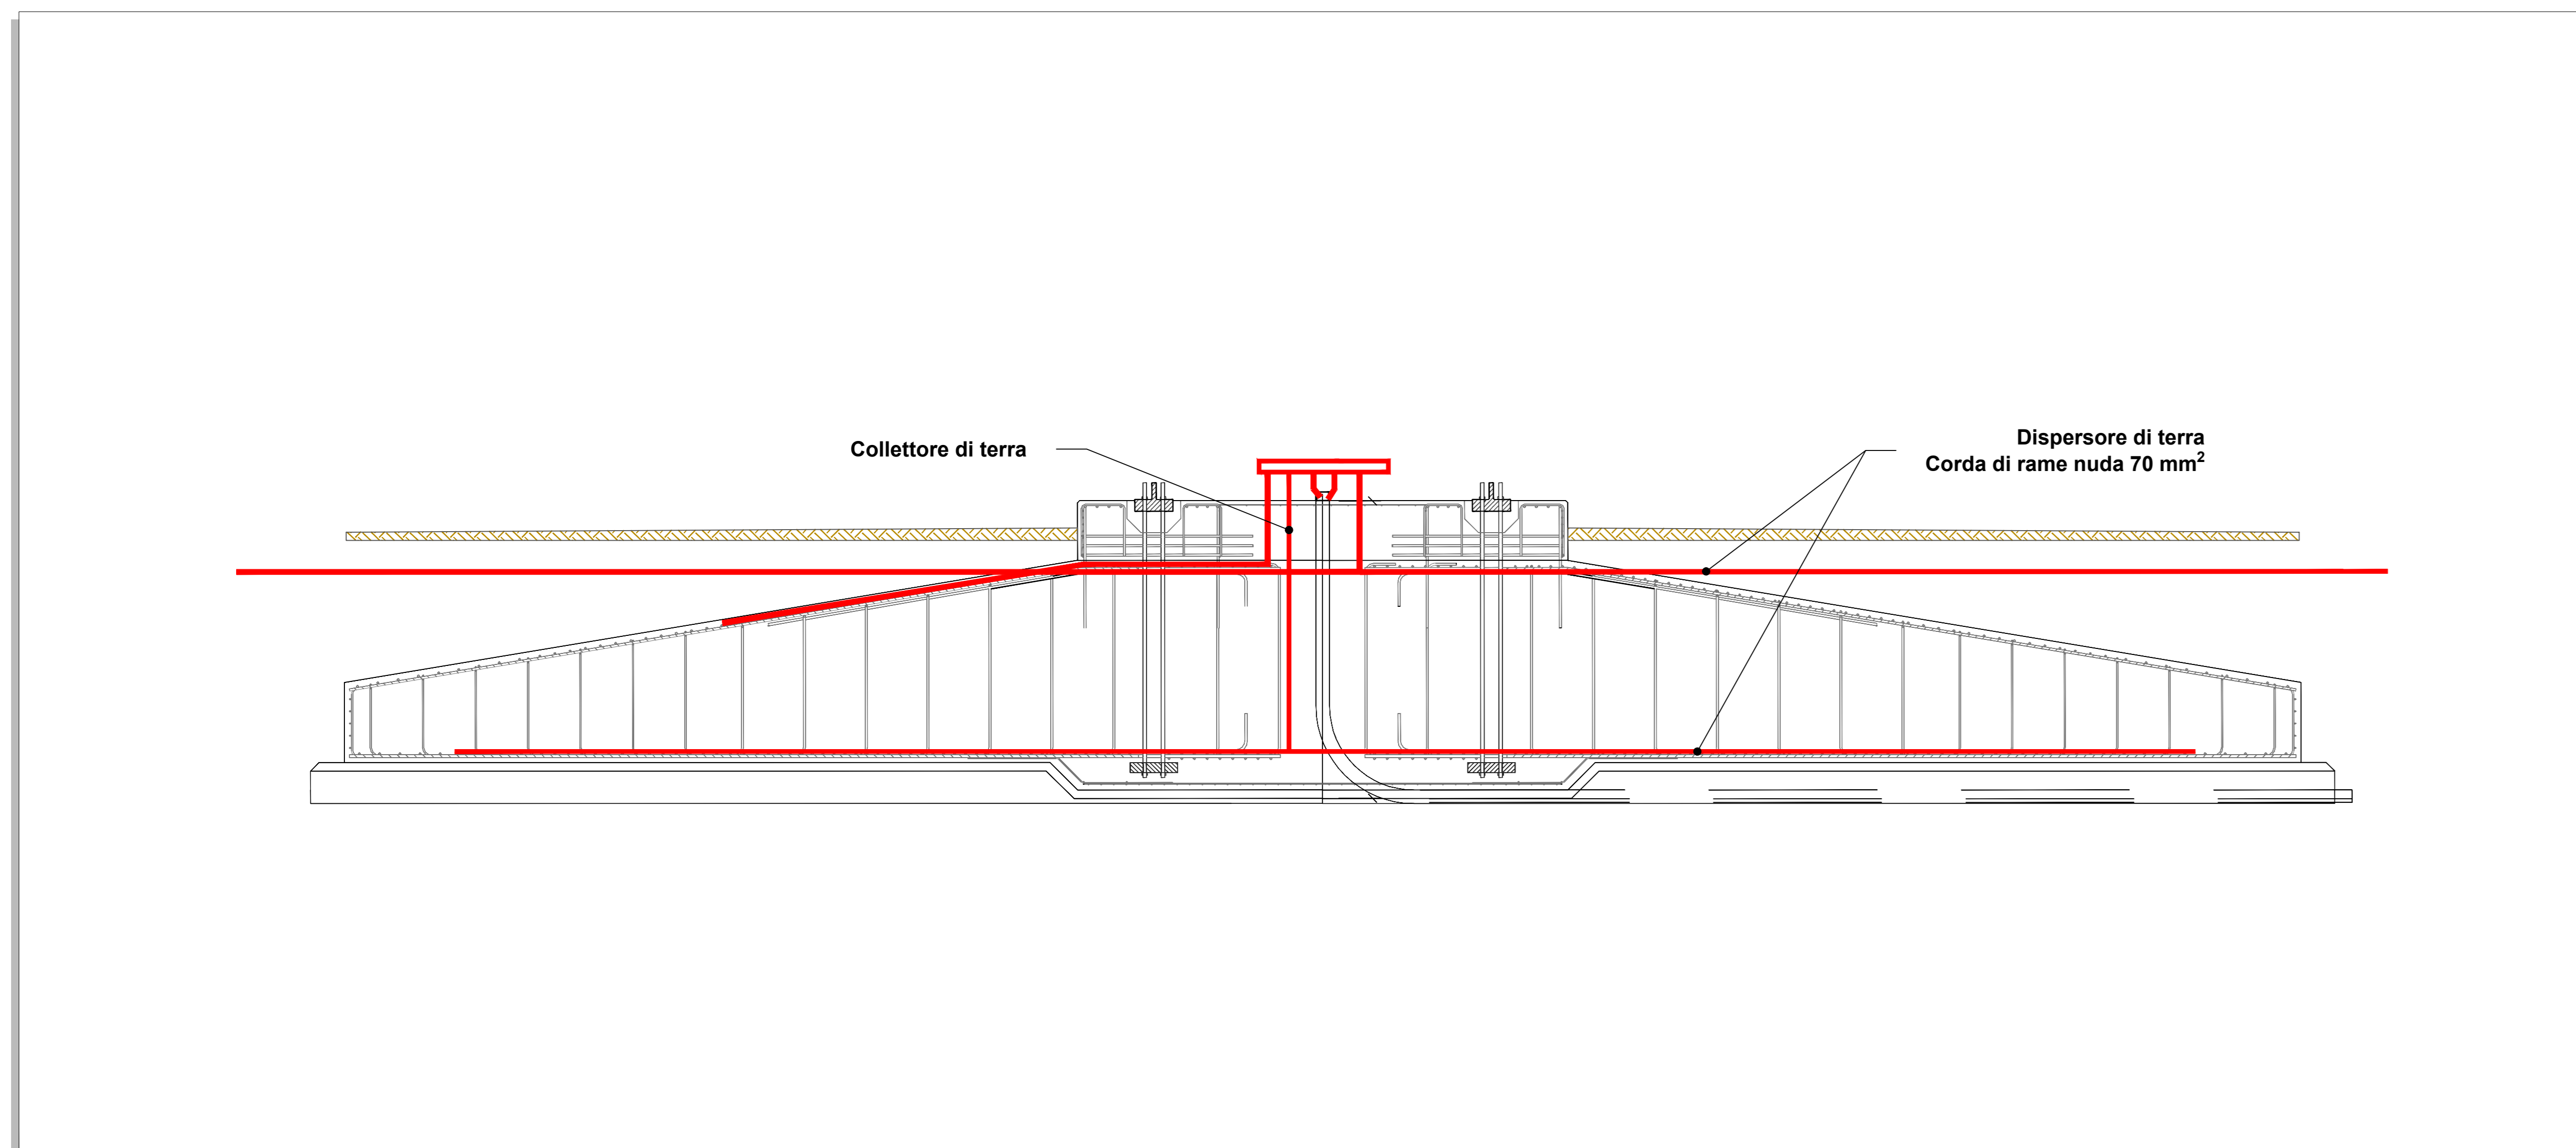 Collettore di terra
Dispersore di terra
Corda di rame nuda 70 mm²